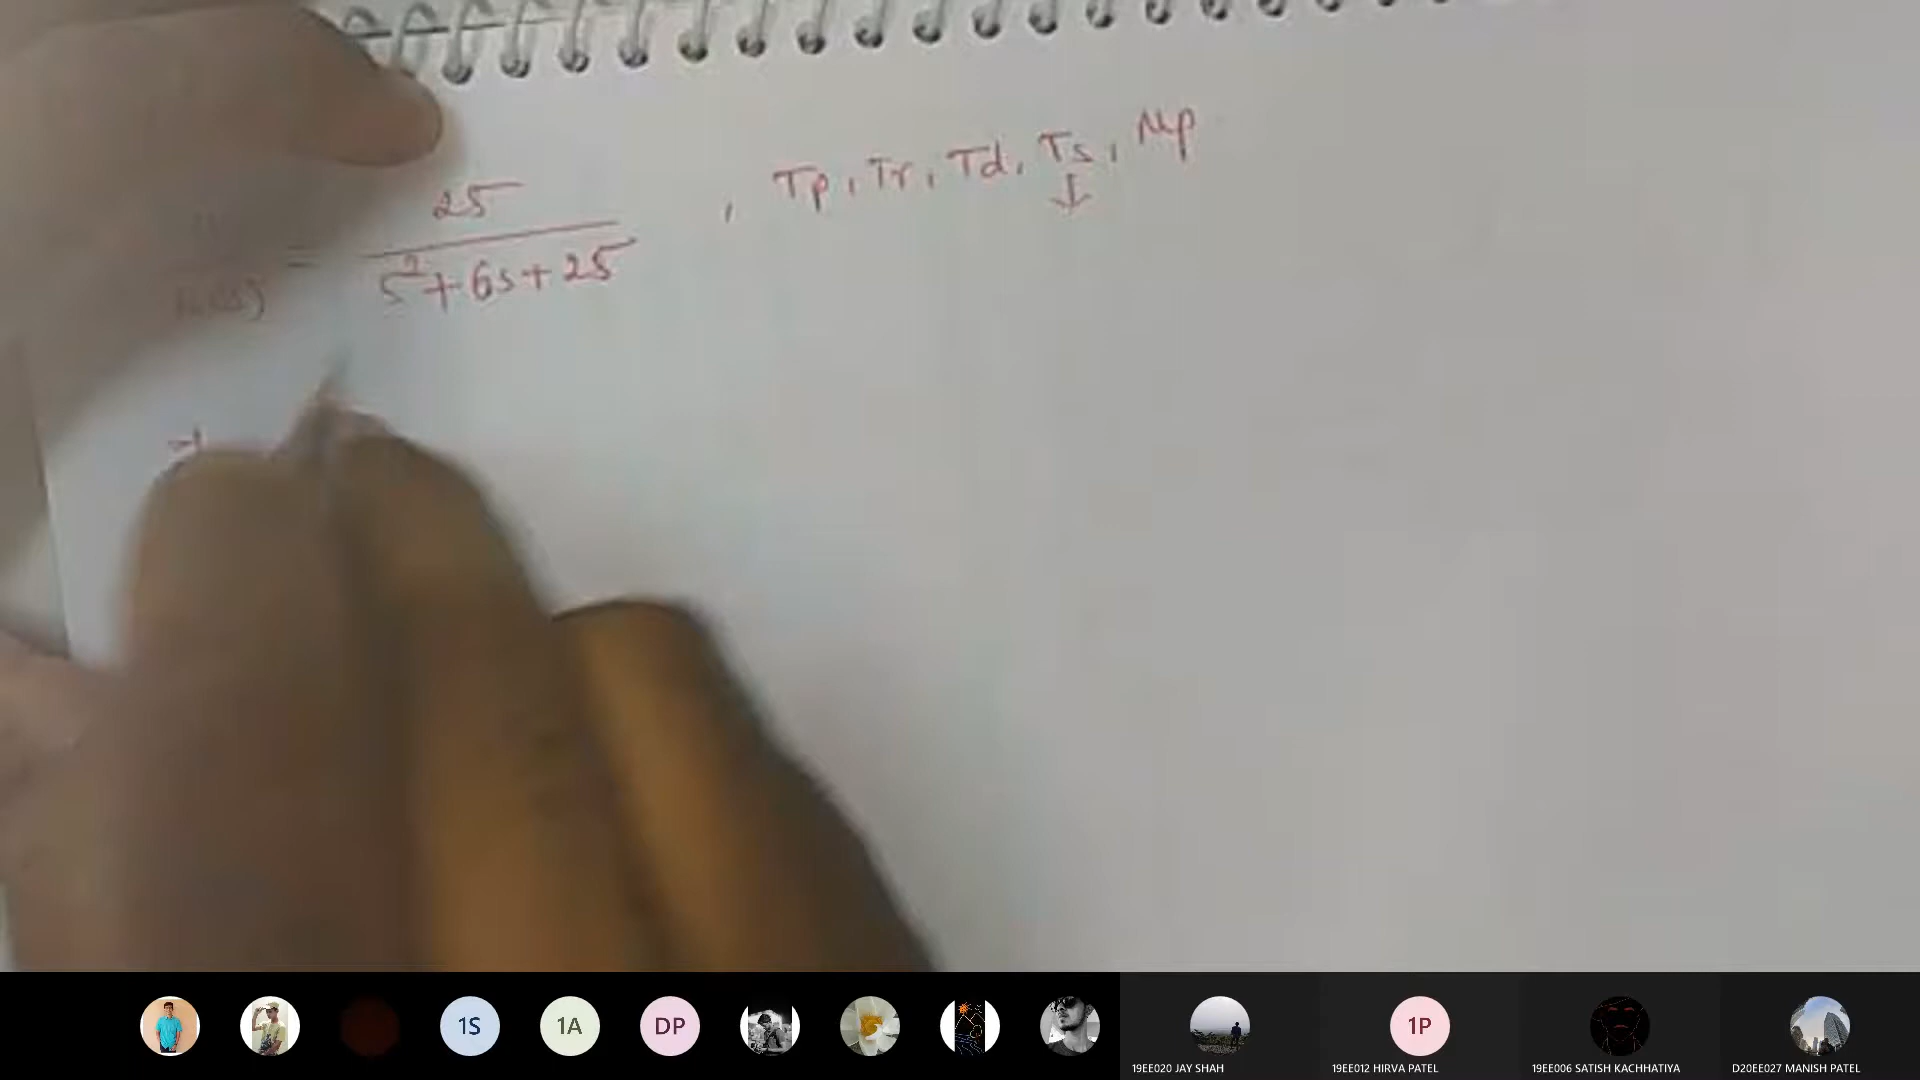 25
, Tp, Tr, Td, Ts, Mp
=
s²+6s+25
↓
1S
1A
DP
1P
19EE020 JAY SHAH
19EE012 HIRVA PATEL
19EE006 SATISH KACHHATIYA
D20EE027 MANISH PATEL